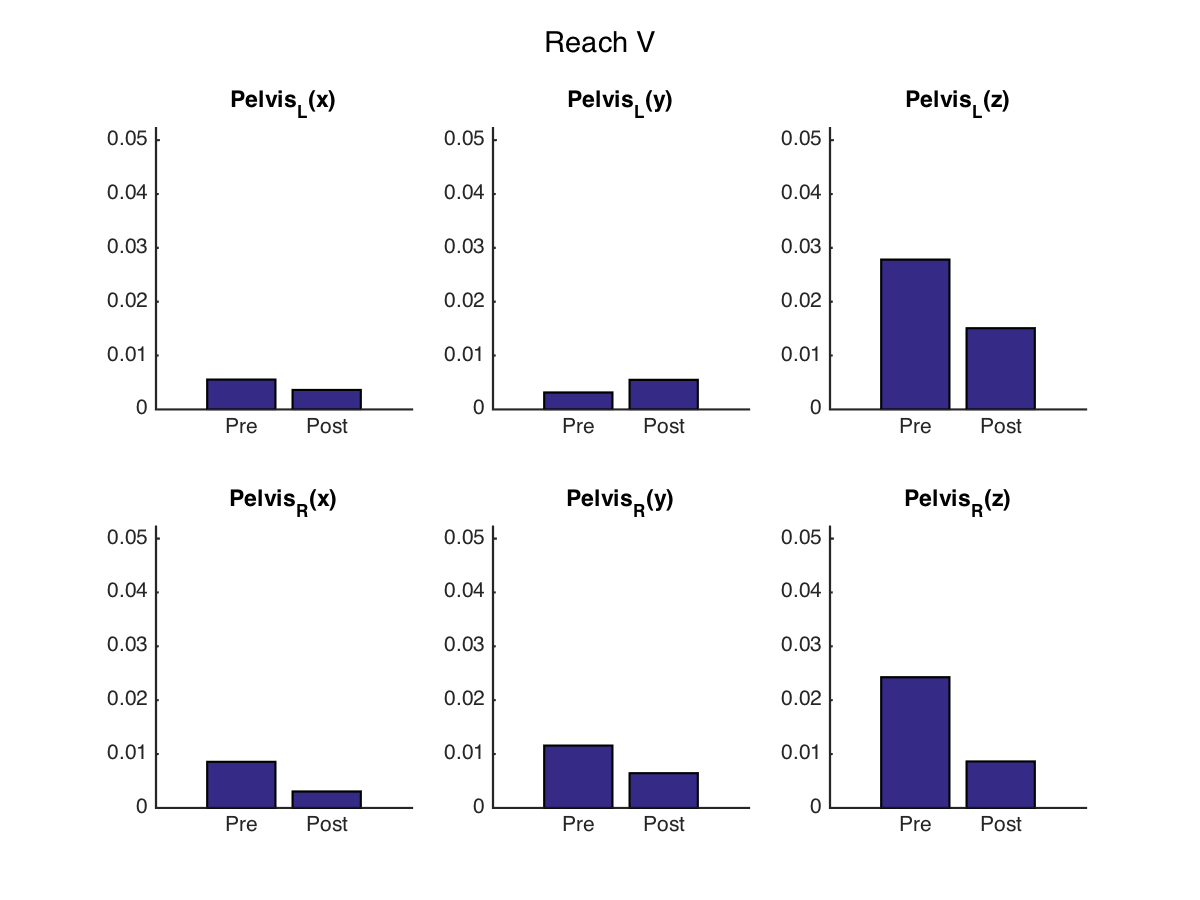 Reach V
Pelvis_L(x) Pelvis_L(y) Pelvis_L(z)
0.05 0.05 0.05
0.04 0.04 0.04
0.03 0.03 0.03
0.02 0.02 0.02
0.01 0.01 0.01
0 0 0
Pre Post Pre Post Pre Post
Pelvis_R(x) Pelvis_R(y) Pelvis_R(z)
0.05 0.05 0.05
0.04 0.04 0.04
0.03 0.03 0.03
0.02 0.02 0.02
0.01 0.01 0.01
0 0 0
Pre Post Pre Post Pre Post